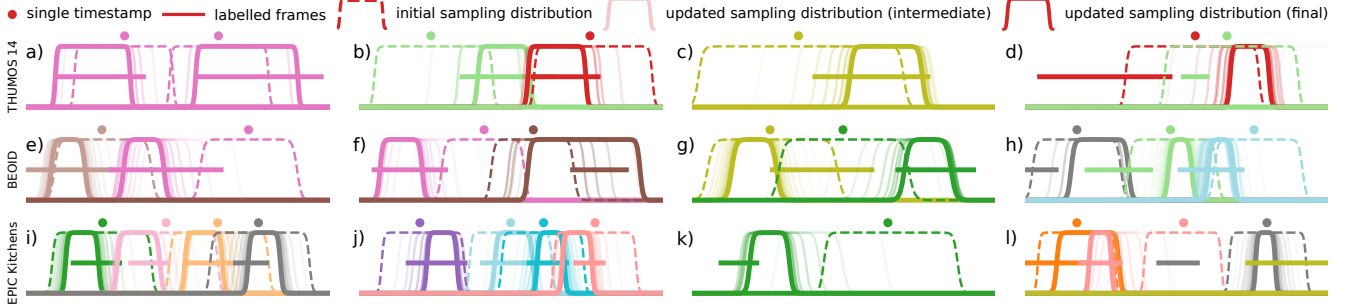 single timestamp labelled frames initial sampling distribution updated sampling distribution (intermediate) updated sampling distribution (final)
THUMOS 14
a) b) c) d)
BEOID
e) f) g) h)
EPIC Kitchens
i) j) k) l)